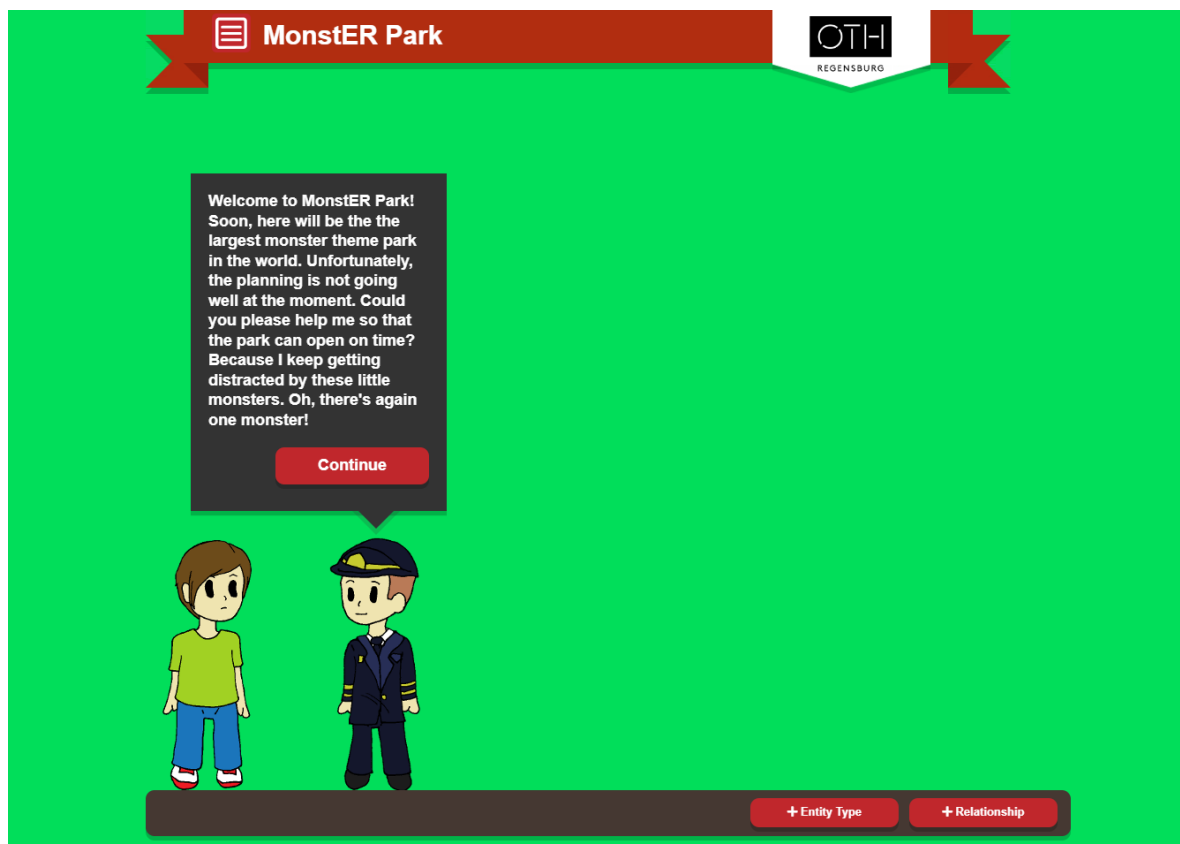 MonstER Park
OTH
REGENSBURG
Welcome to MonstER Park!
Soon, here will be the the
largest monster theme park
in the world. Unfortunately,
the planning is not going
well at the moment. Could
you please help me so that
the park can open on time?
Because I keep getting
distracted by these little
monsters. Oh, there's again
one monster!
Continue
+ Entity Type
+ Relationship